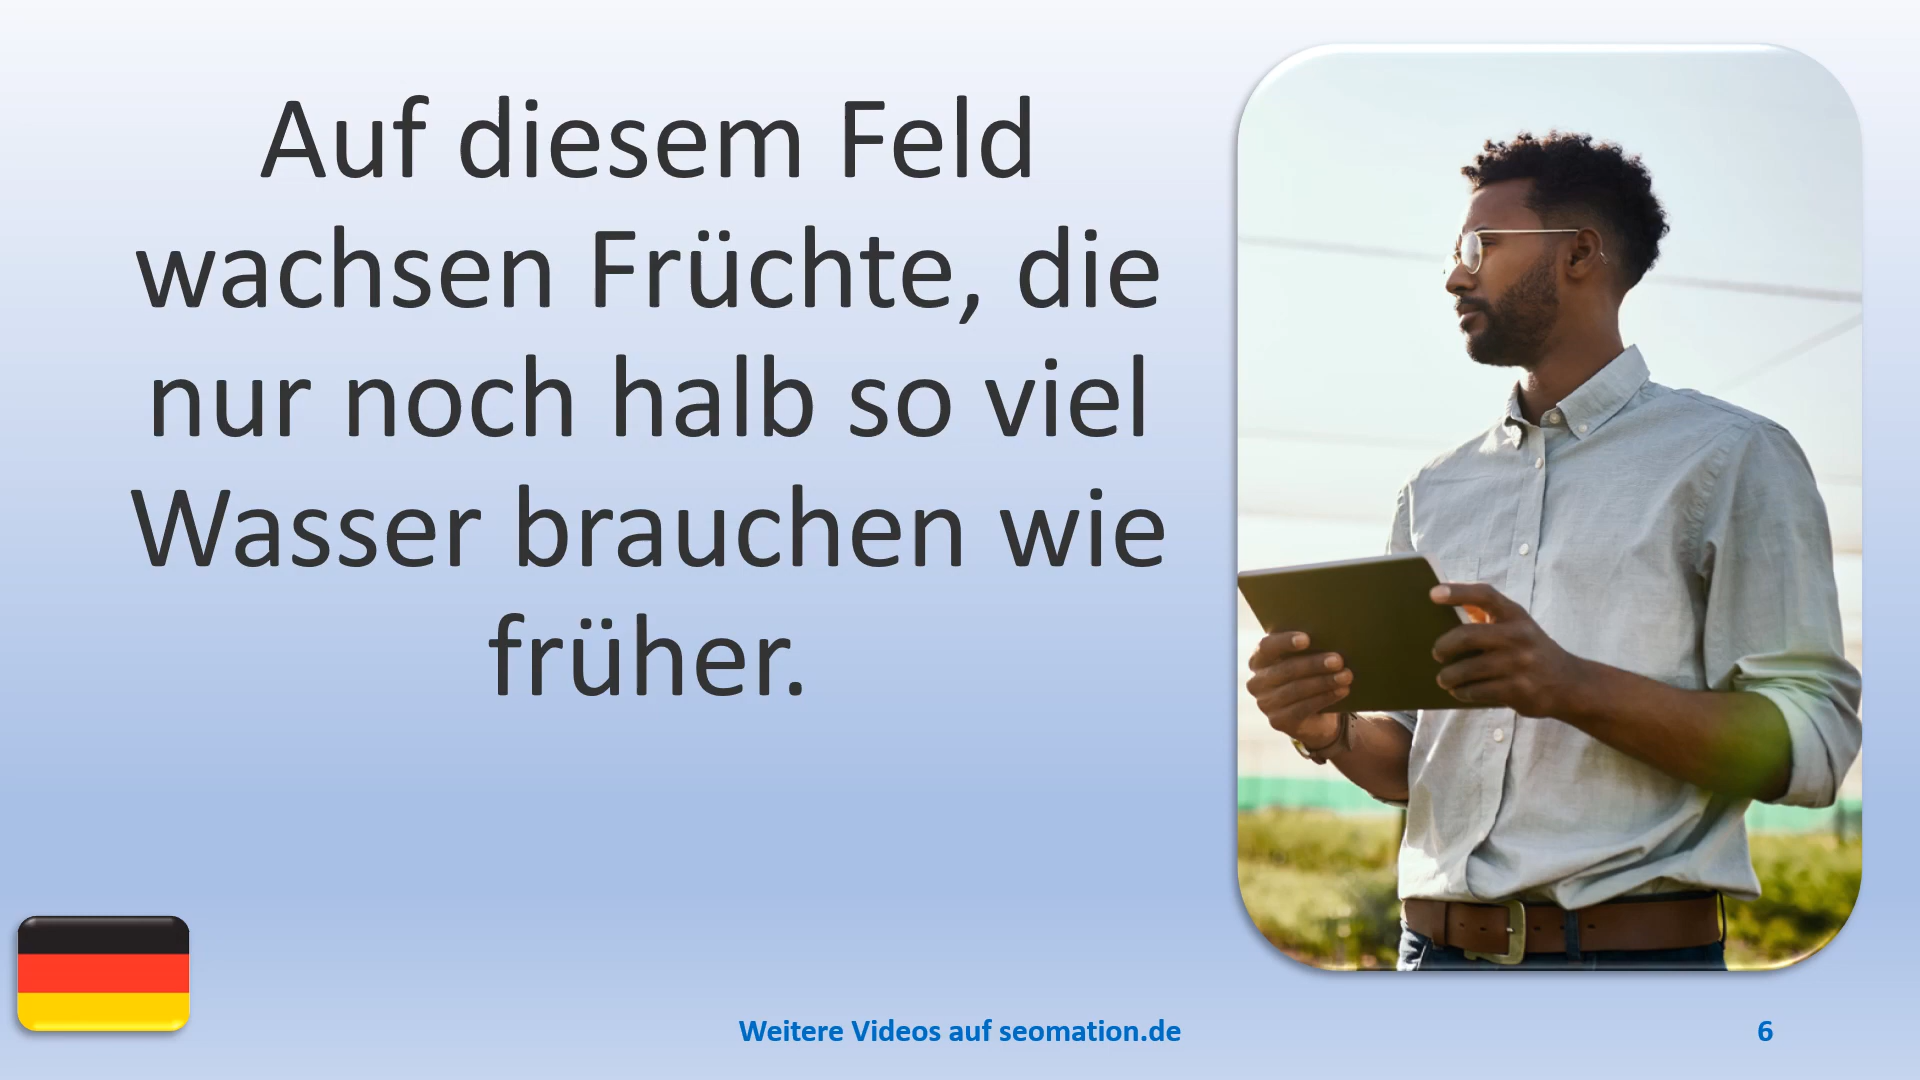 Auf diesem Feld
wachsen Früchte, die
nur noch halb so viel
Wasser brauchen wie
früher.
Weitere Videos auf seomation.de
6